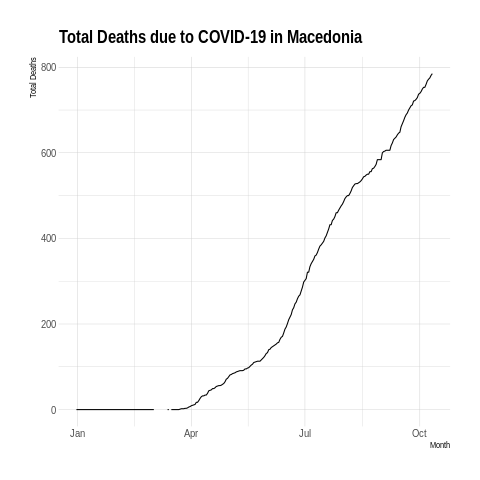 Total Deaths due to COVID-19 in Macedonia
Total Deaths
800
600
400
200
0
Jan
Apr
Jul
Oct
Month